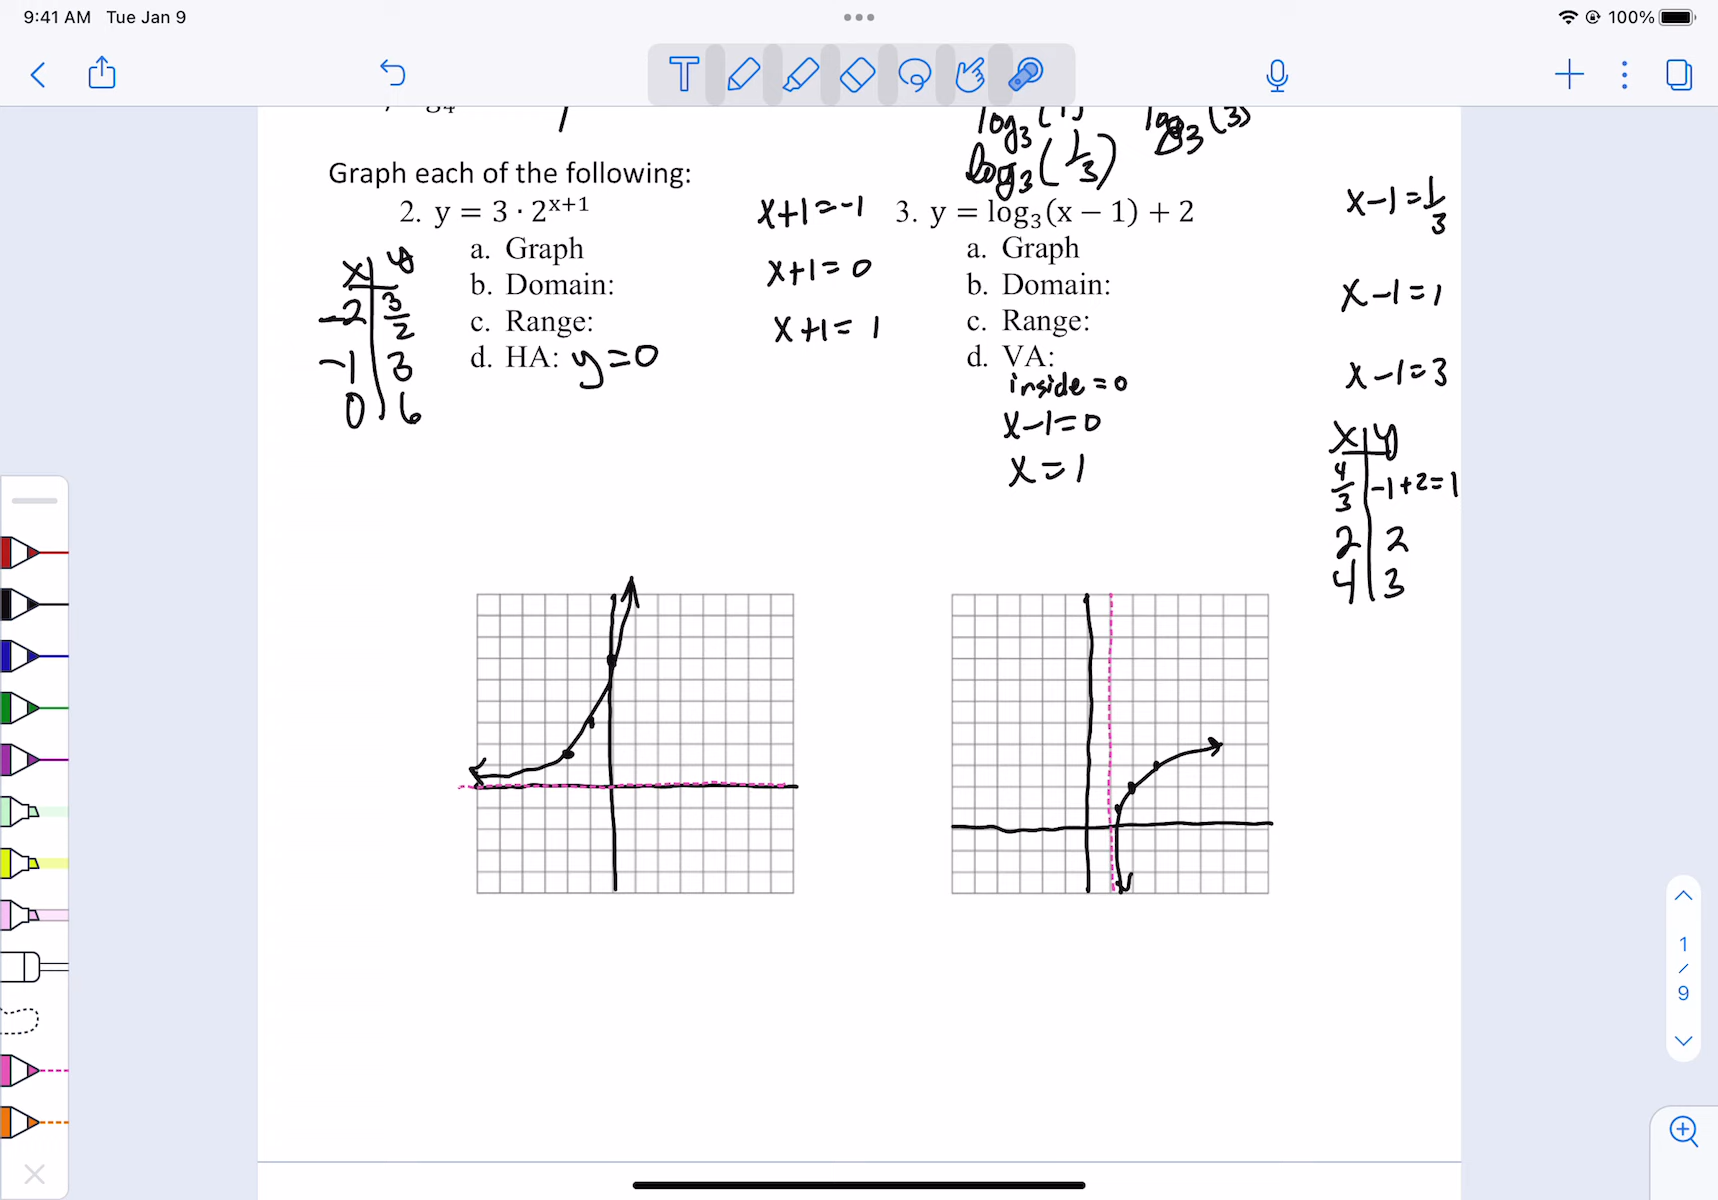 9:41 AM Tue Jan 9
100%
log₃(
log₃(1/3)
(3)
Graph each of the following:
2. y = 3 · 2ˣ⁺¹
a. Graph
b. Domain:
c. Range:
d. HA: y=0
x y
-2 3/2
-1 3
0 6
x+1=-1
x+1=0
x+1=1
3. y = log₃(x − 1) + 2
a. Graph
b. Domain:
c. Range:
d. VA:
inside=0
x-1=0
x=1
x-1=1/3
x-1=1
x-1=3
x y
4/3 -1+2=1
2 2
4 3
1
/
9